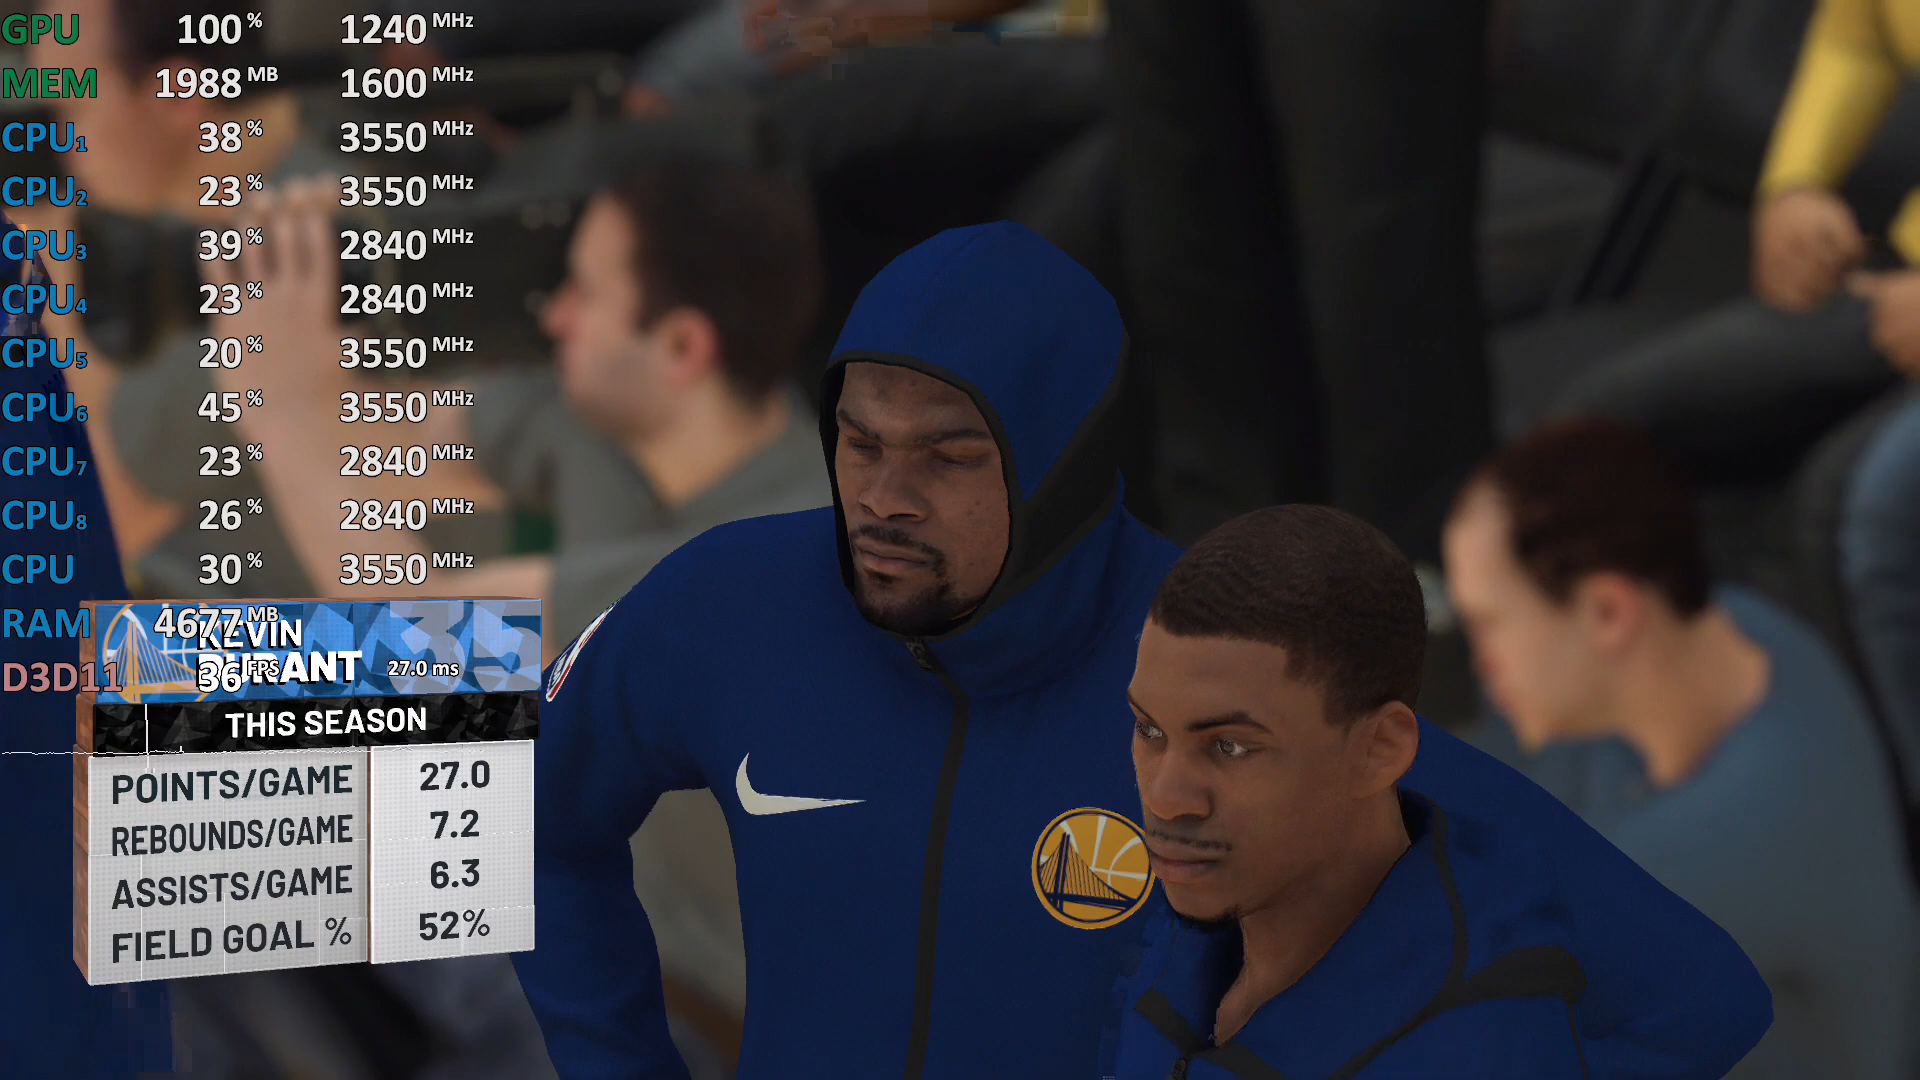 GPU 100 % 1240 MHz
MEM 1988 MB 1600 MHz
CPU1 38 % 3550 MHz
CPU2 23 % 3550 MHz
CPU3 39 % 2840 MHz
CPU4 23 % 2840 MHz
CPU5 20 % 3550 MHz
CPU6 45 % 3550 MHz
CPU7 23 % 2840 MHz
CPU8 26 % 2840 MHz
CPU 30 % 3550 MHz
RAM 4677 MB
KEVIN
D3D11 36 FPS 27.0 ms
DURANT 35
THIS SEASON
POINTS/GAME 27.0
REBOUNDS/GAME 7.2
ASSISTS/GAME 6.3
FIELD GOAL % 52%